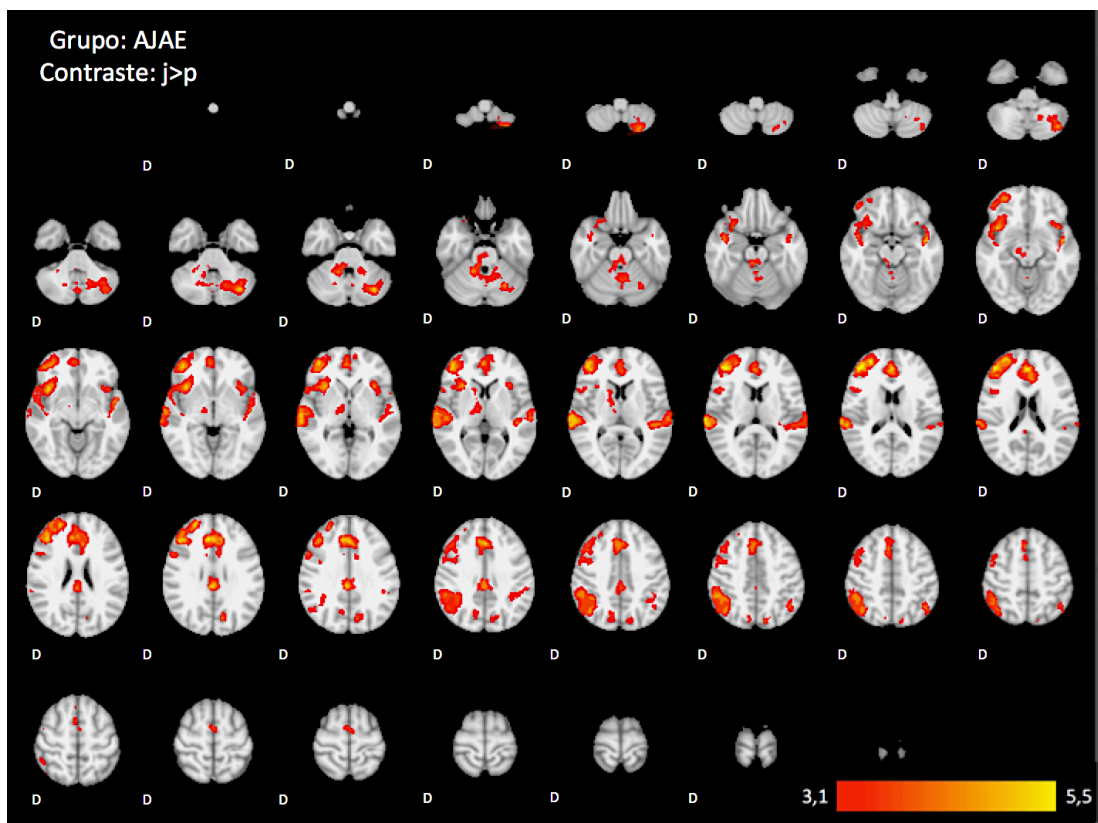 Grupo: AJAE
Contraste: j>p
D D D D D D D
D D D D D D D D
D D D D D D D D
D D D D D D D D
D D D D D D
3,1 5,5